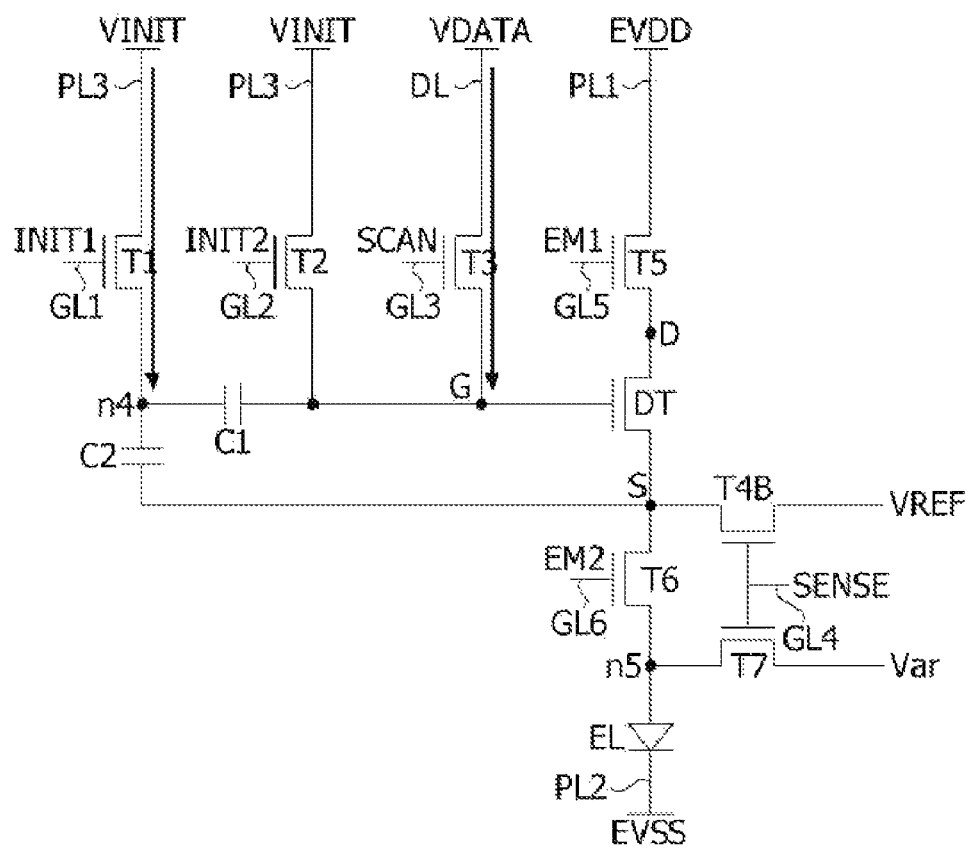 VINIT VINIT VDATA EVDD
PL3 PL3 DL PL1
INIT1 T1 INIT2 T2 SCAN T3 EM1 T5
GL1 GL2 GL3 GL5
D
n4 C1 G DT
C2
S T4B VREF
EM2 T6 SENSE
GL6 GL4
n5 T7 Var
EL
PL2
EVSS